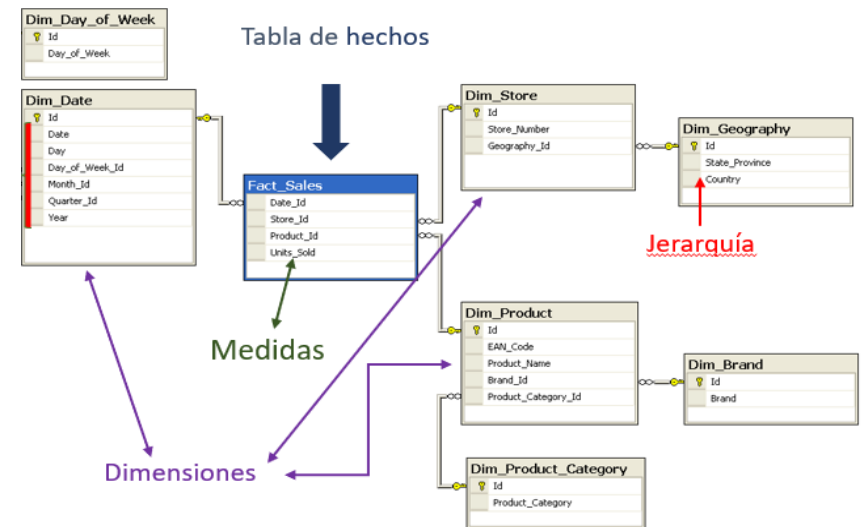 Dim_Day_of_Week
Id
Day_of_Week
Tabla de hechos
Dim_Date
Id
Date
Day
Day_of_Week_Id
Month_Id
Quarter_Id
Year
Fact_Sales
Date_Id
Store_Id
Product_Id
Units_Sold
Dim_Store
Id
Store_Number
Geography_Id
Dim_Geography
Id
State_Province
Country
Jerarquía
Medidas
Dimensiones
Dim_Product
Id
EAN_Code
Product_Name
Brand_Id
Product_Category_Id
Dim_Brand
Id
Brand
Dim_Product_Category
Id
Product_Category